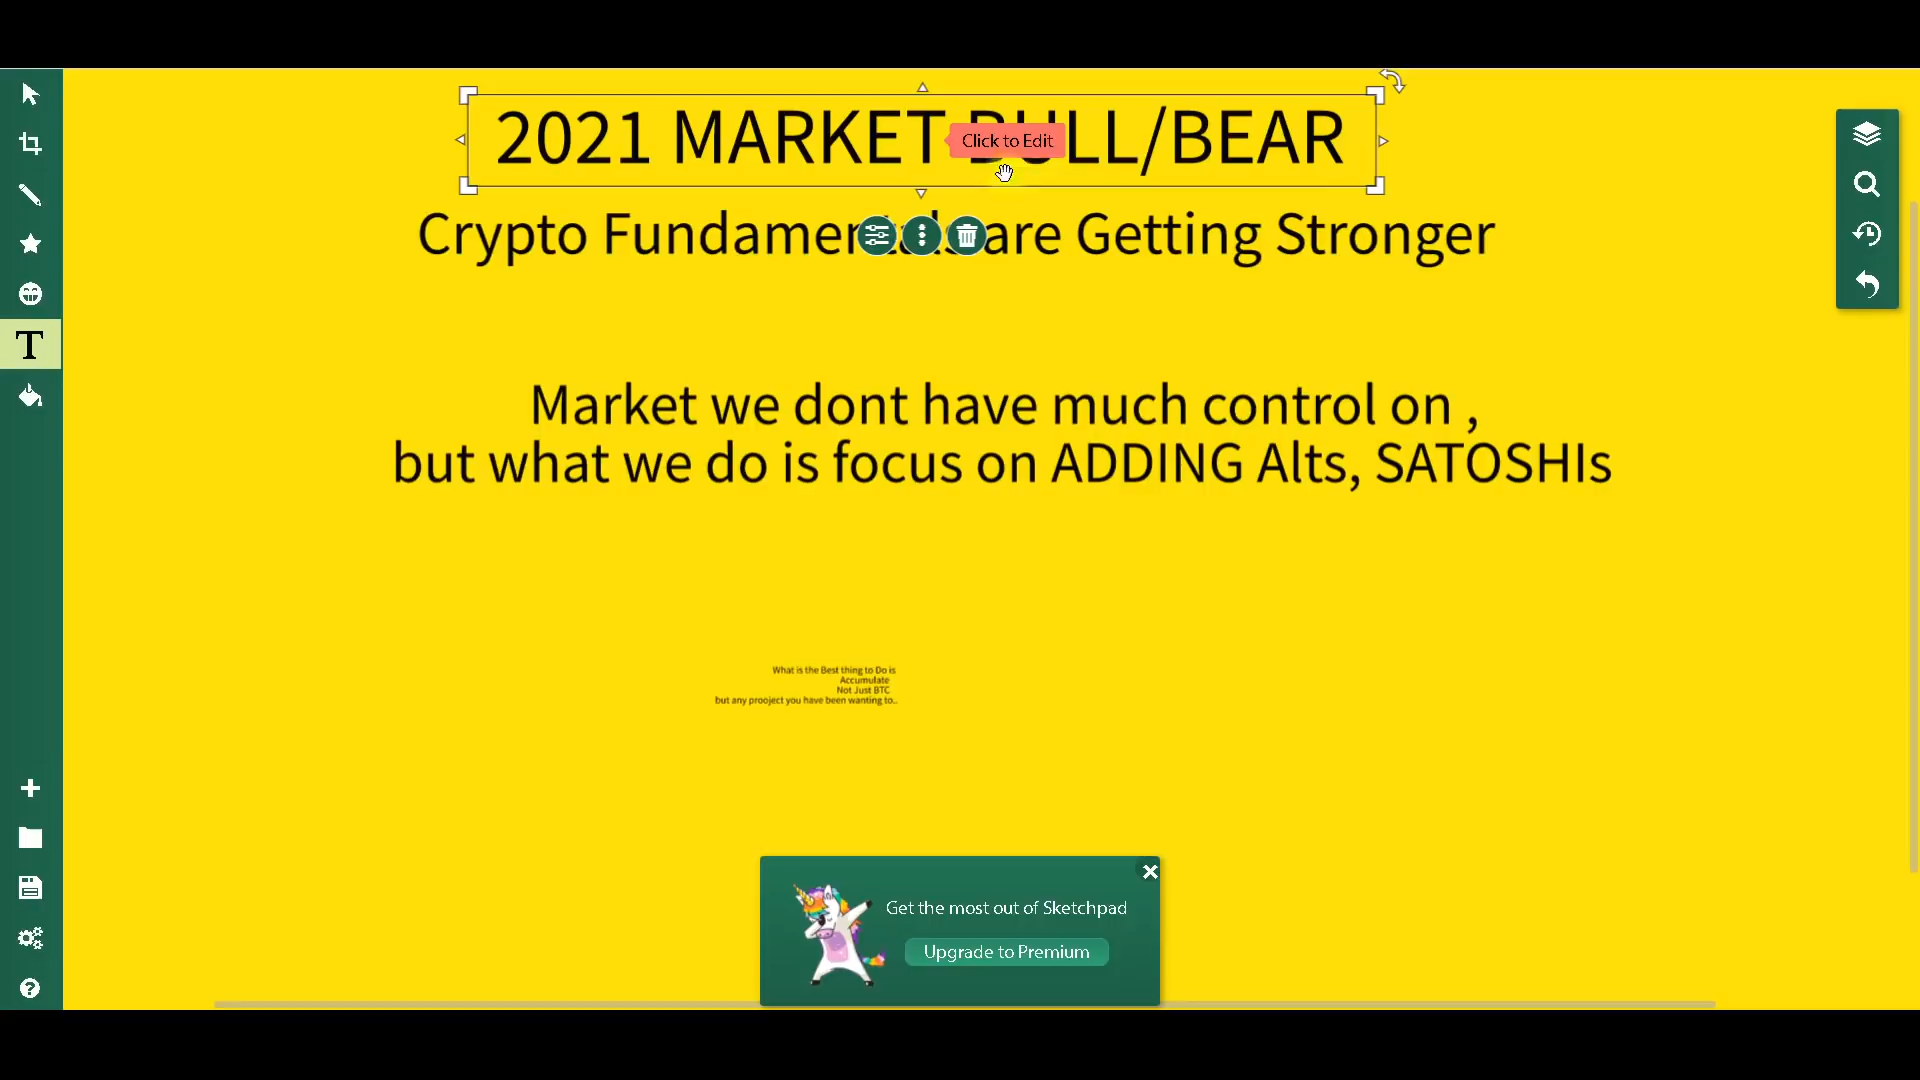 2021 MARKET BULL/BEAR
Click to Edit
Crypto Fundamentals are Getting Stronger
Market we dont have much control on ,
but what we do is focus on ADDING Alts, SATOSHIs
What is the Best thing to Do is
Accumulate
Not Just BTC
but any prooject you have been wanting to..
Get the most out of Sketchpad
Upgrade to Premium
T